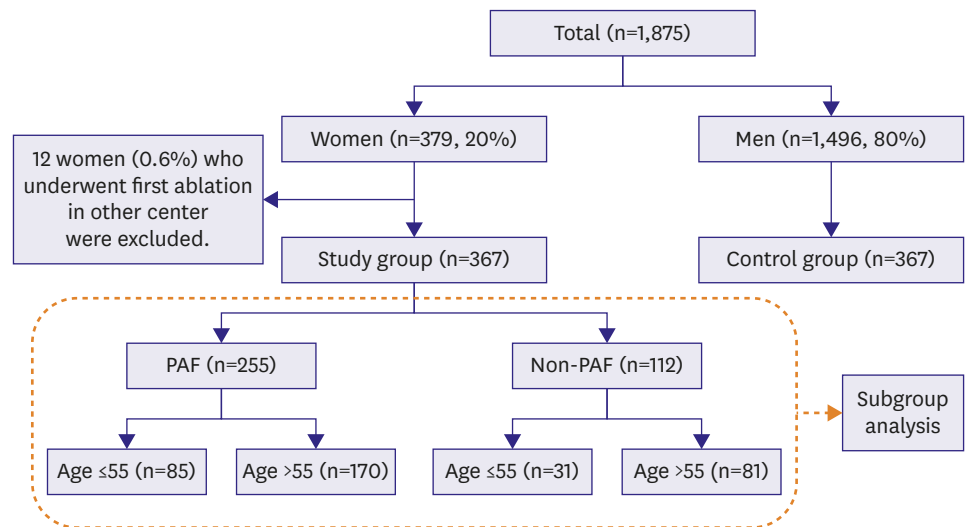 Total (n=1,875)
Women (n=379, 20%)
Men (n=1,496, 80%)
12 women (0.6%) who
underwent first ablation
in other center
were excluded.
Study group (n=367)
Control group (n=367)
PAF (n=255)
Non-PAF (n=112)
Subgroup
analysis
Age ≤55 (n=85)
Age >55 (n=170)
Age ≤55 (n=31)
Age >55 (n=81)